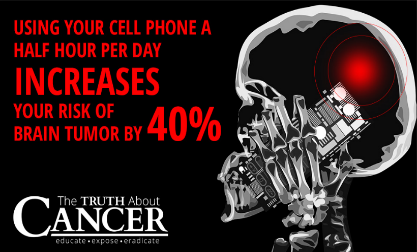 USING YOUR CELL PHONE A
HALF HOUR PER DAY
INCREASES
YOUR RISK OF
BRAIN TUMOR BY 40%
The TRUTH About
CANCER
educate • expose • eradicate